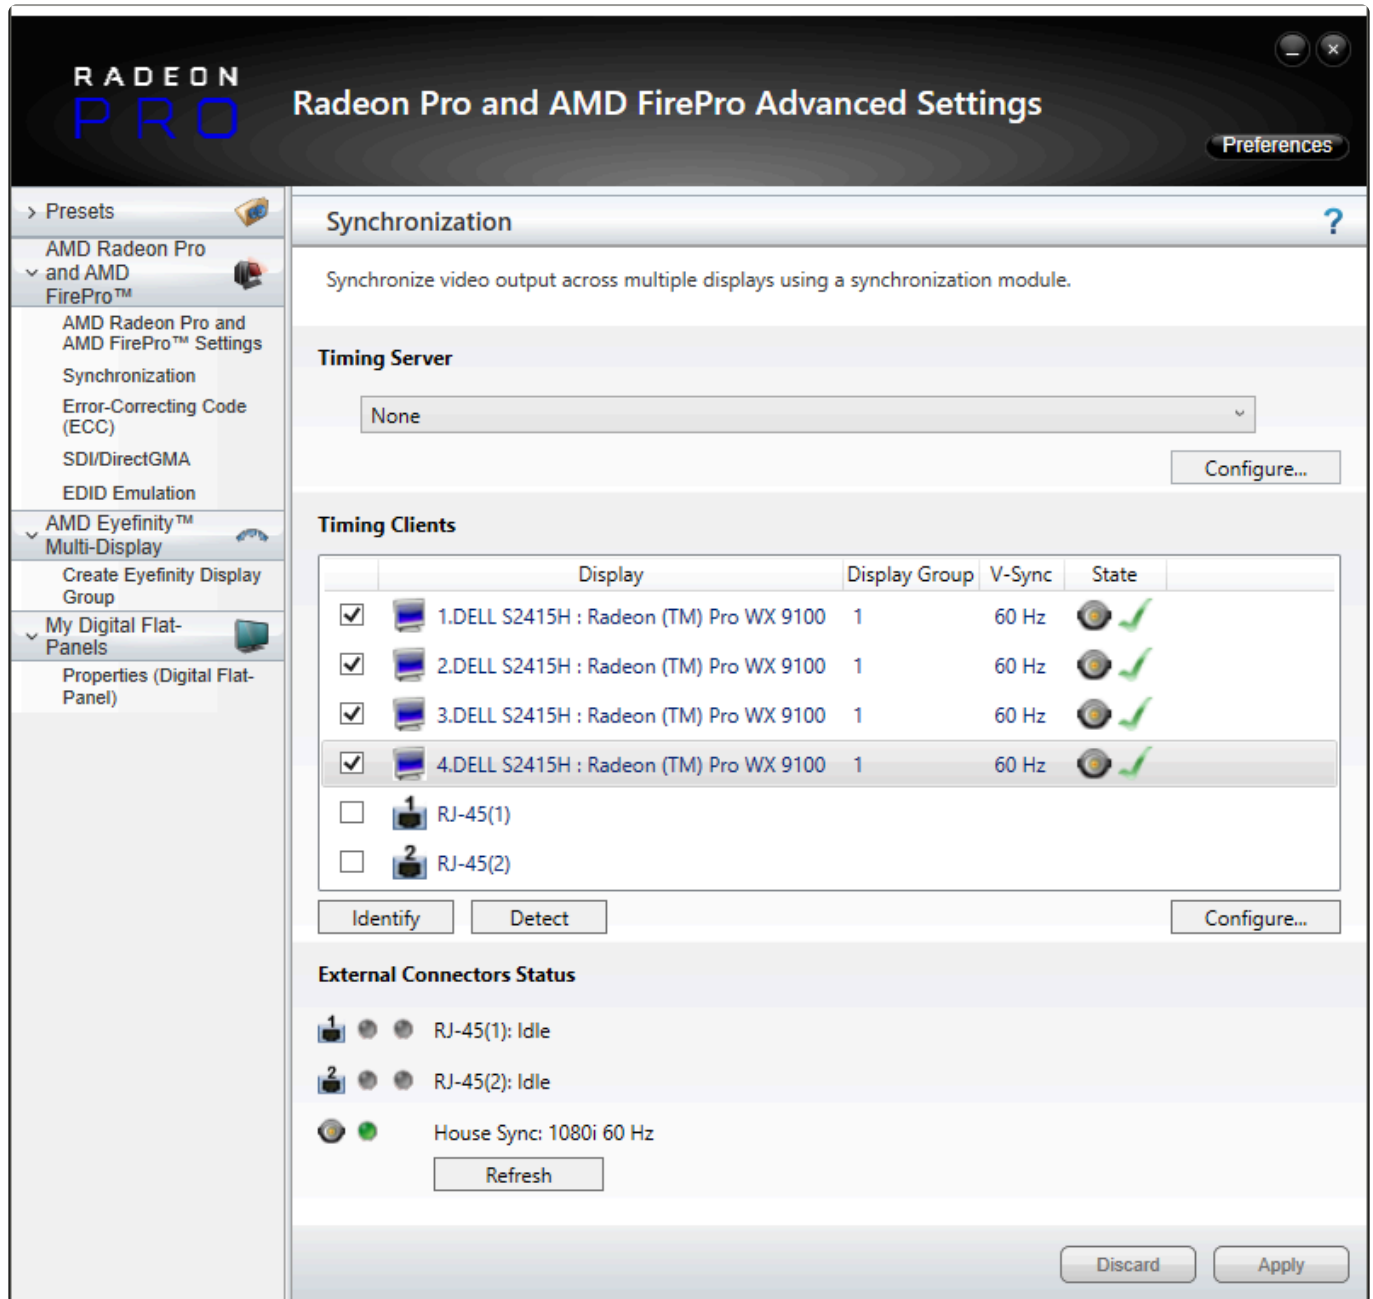 RADEON
PRO
Radeon Pro and AMD FirePro Advanced Settings
Preferences
Presets
AMD Radeon Pro
and AMD
FirePro™
AMD Radeon Pro and
AMD FirePro™ Settings
Synchronization
Error-Correcting Code
(ECC)
SDI/DirectGMA
EDID Emulation
AMD Eyefinity™
Multi-Display
Create Eyefinity Display
Group
My Digital Flat-
Panels
Properties (Digital Flat-
Panel)
Synchronization
?
Synchronize video output across multiple displays using a synchronization module.
Timing Server
None
Configure...
Timing Clients
Display Display Group V-Sync State
1.DELL S2415H : Radeon (TM) Pro WX 9100 1 60 Hz
2.DELL S2415H : Radeon (TM) Pro WX 9100 1 60 Hz
3.DELL S2415H : Radeon (TM) Pro WX 9100 1 60 Hz
4.DELL S2415H : Radeon (TM) Pro WX 9100 1 60 Hz
1 RJ-45(1)
2 RJ-45(2)
Identify Detect Configure...
External Connectors Status
1 RJ-45(1): Idle
2 RJ-45(2): Idle
House Sync: 1080i 60 Hz
Refresh
Discard Apply